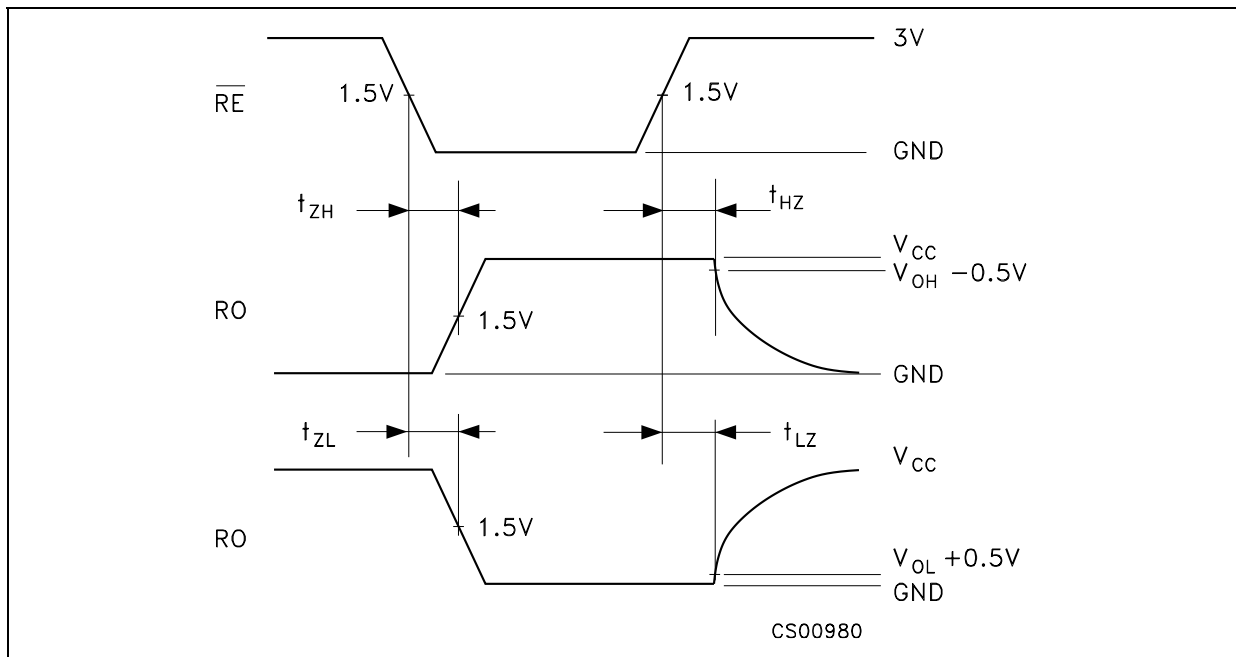 3V
R̅E̅ 1.5V 1.5V
GND
tZH tHZ
VCC
VOH −0.5V
RO 1.5V
GND
tZL tLZ
VCC
RO 1.5V
VOL +0.5V
GND
CS00980